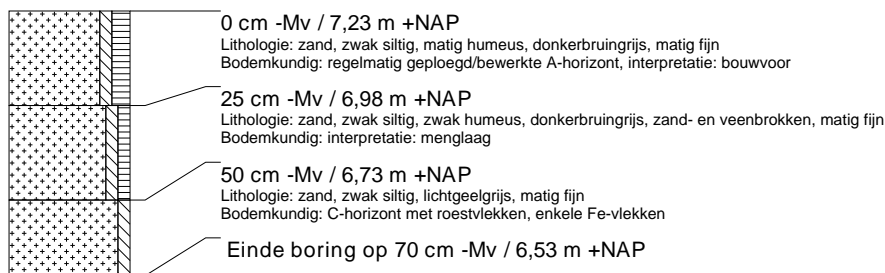 0 cm -Mv / 7,23 m +NAP
Lithologie: zand, zwak siltig, matig humeus, donkerbruingrijs, matig fijn
Bodemkundig: regelmatig geploegd/bewerkte A-horizont, interpretatie: bouwvoor
25 cm -Mv / 6,98 m +NAP
Lithologie: zand, zwak siltig, zwak humeus, donkerbruingrijs, zand- en veenbrokken, matig fijn
Bodemkundig: interpretatie: menglaag
50 cm -Mv / 6,73 m +NAP
Lithologie: zand, zwak siltig, lichtgeelgrijs, matig fijn
Bodemkundig: C-horizont met roestvlekken, enkele Fe-vlekken
Einde boring op 70 cm -Mv / 6,53 m +NAP